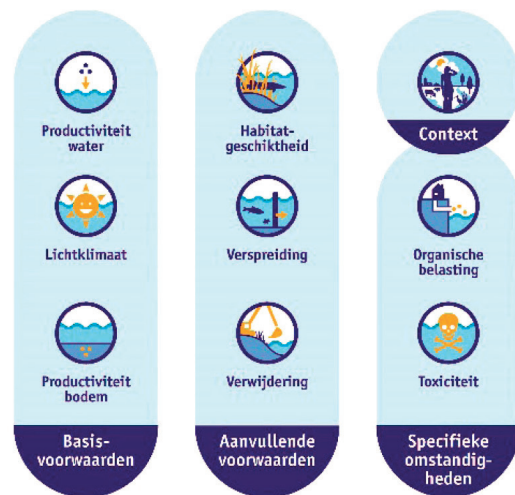 Productiviteit
water
Lichtklimaat
Productiviteit
bodem
Basis-
voorwaarden
Habitat-
geschiktheid
Verspreiding
Verwijdering
Aanvullende
voorwaarden
Context
Organische
belasting
Toxiciteit
Specifieke
omstandig-
heden